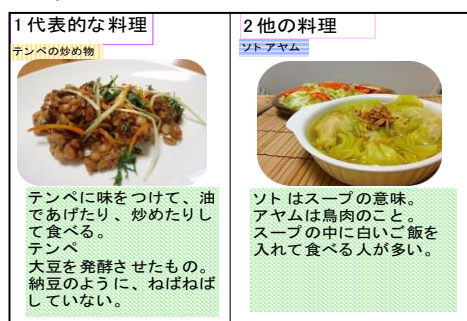 1代表的な料理
テンペの炒め物
テンペに味をつけて、油
であげたり、炒めたりし
て食べる。
テンペ
大豆を発酵させたもの。
納豆のように、ねばねば
していない。
2他の料理
ソトアヤム
ソトはスープの意味。
アヤムは鳥肉のこと。
スープの中に白いご飯を
入れて食べる人が多い。